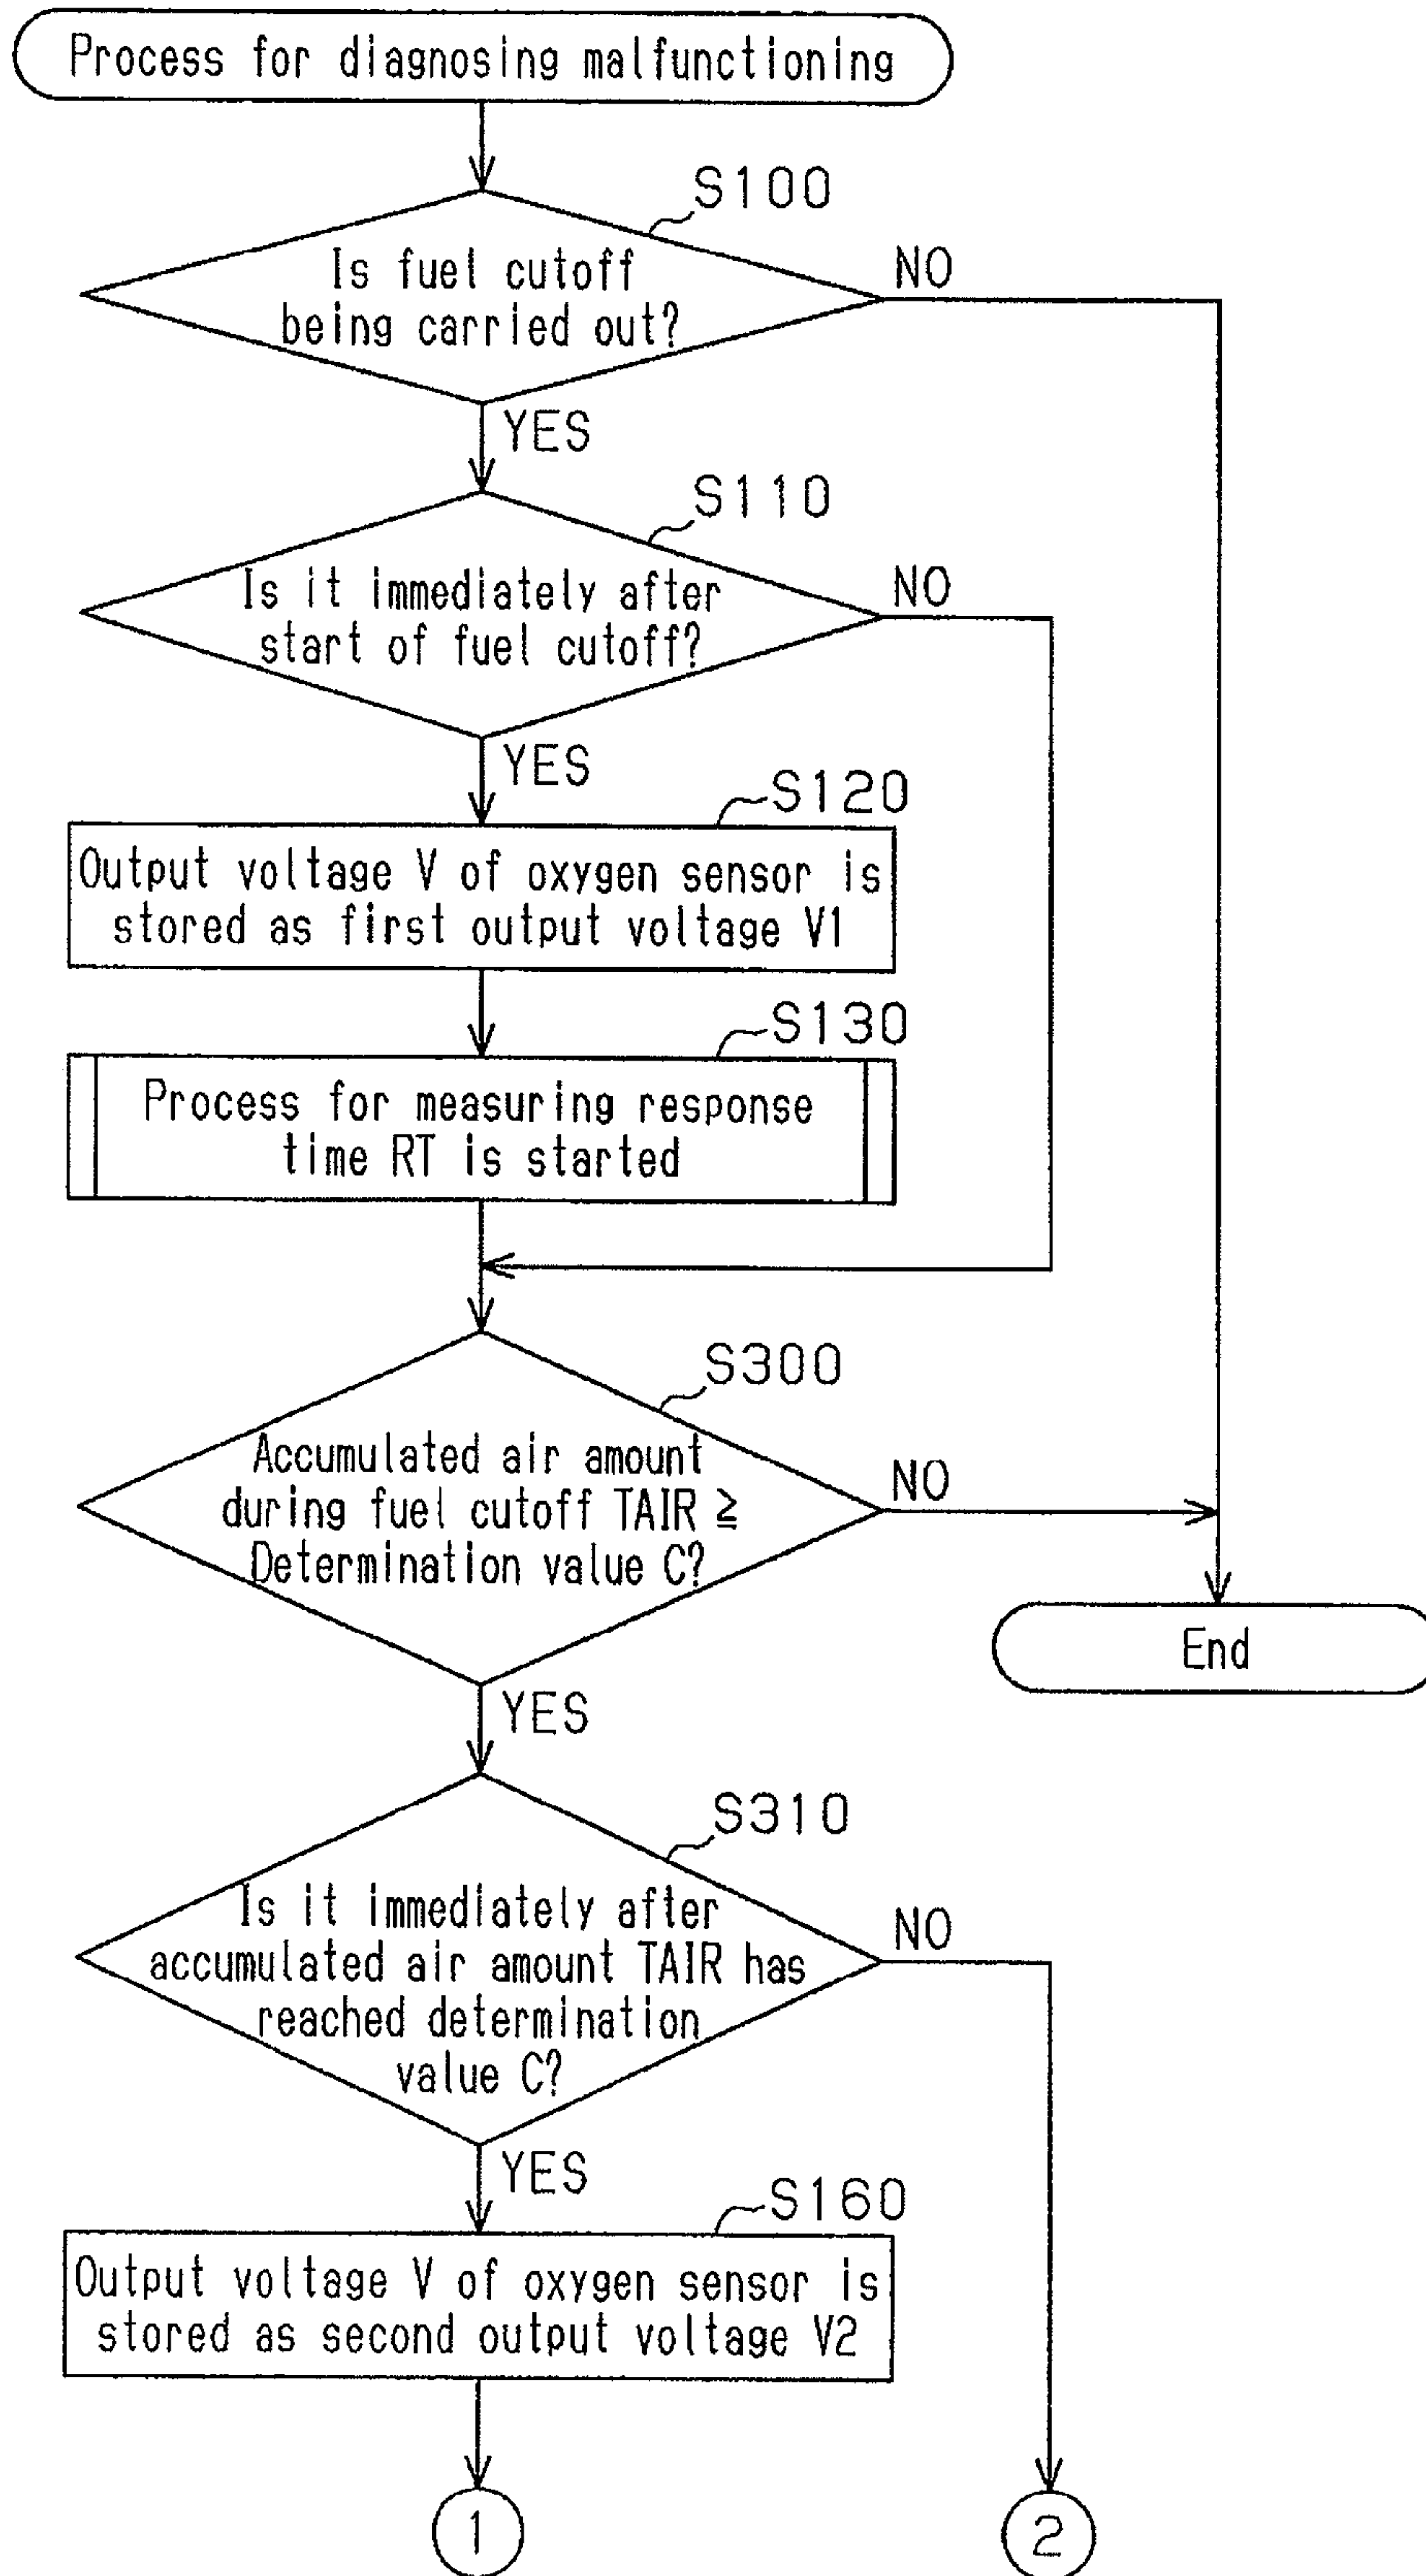 Process for diagnosing malfunctioning
S100
Is fuel cutoff
being carried out?
NO
YES
S110
Is it immediately after
start of fuel cutoff?
NO
YES
S120
Output voltage V of oxygen sensor is
stored as first output voltage V1
S130
Process for measuring response
time RT is started
S300
Accumulated air amount
during fuel cutoff TAIR ≧
Determination value C?
NO
End
YES
S310
Is it immediately after
accumulated air amount TAIR has
reached determination
value C?
NO
YES
S160
Output voltage V of oxygen sensor is
stored as second output voltage V2
1
2